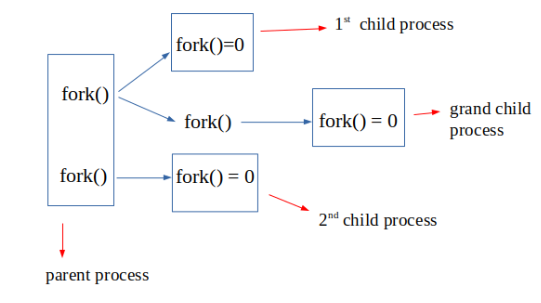 fork()=0
1st child process
fork()
fork()
fork() = 0
grand child
process
fork()
fork() = 0
2nd child process
parent process